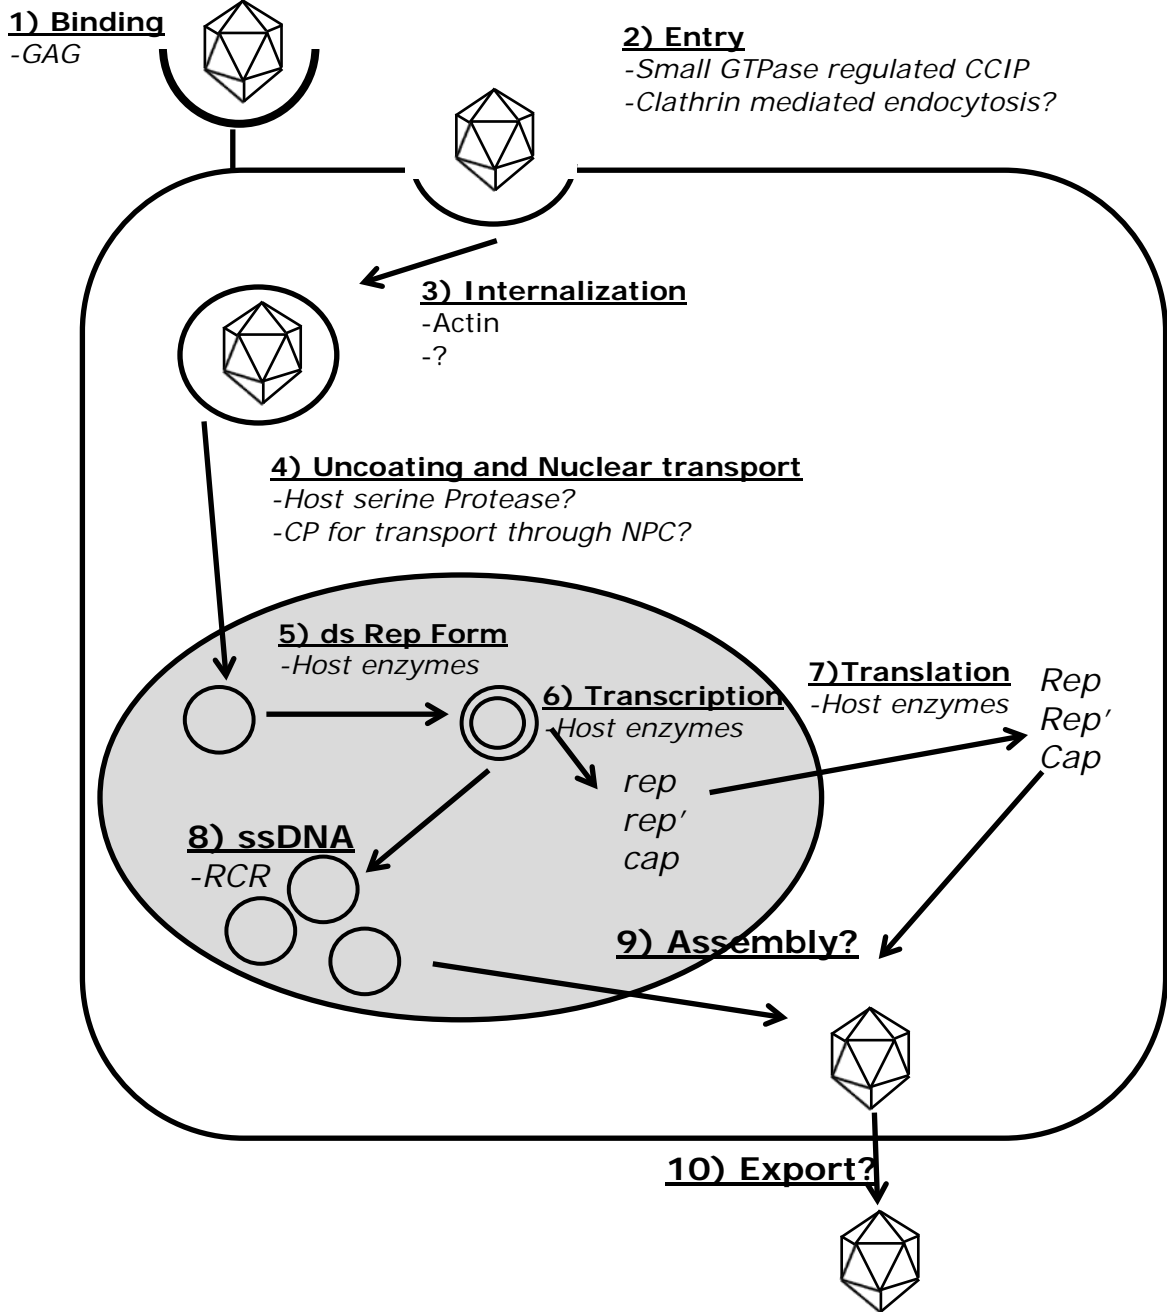 1) Binding
-GAG
2) Entry
-Small GTPase regulated CCIP
-Clathrin mediated endocytosis?
3) Internalization
-Actin
-?
4) Uncoating and Nuclear transport
-Host serine Protease?
-CP for transport through NPC?
5) ds Rep Form
-Host enzymes
6) Transcription
-Host enzymes
rep
rep’
cap
7)Translation
-Host enzymes
Rep
Rep’
Cap
8) ssDNA
-RCR
9) Assembly?
10) Export?